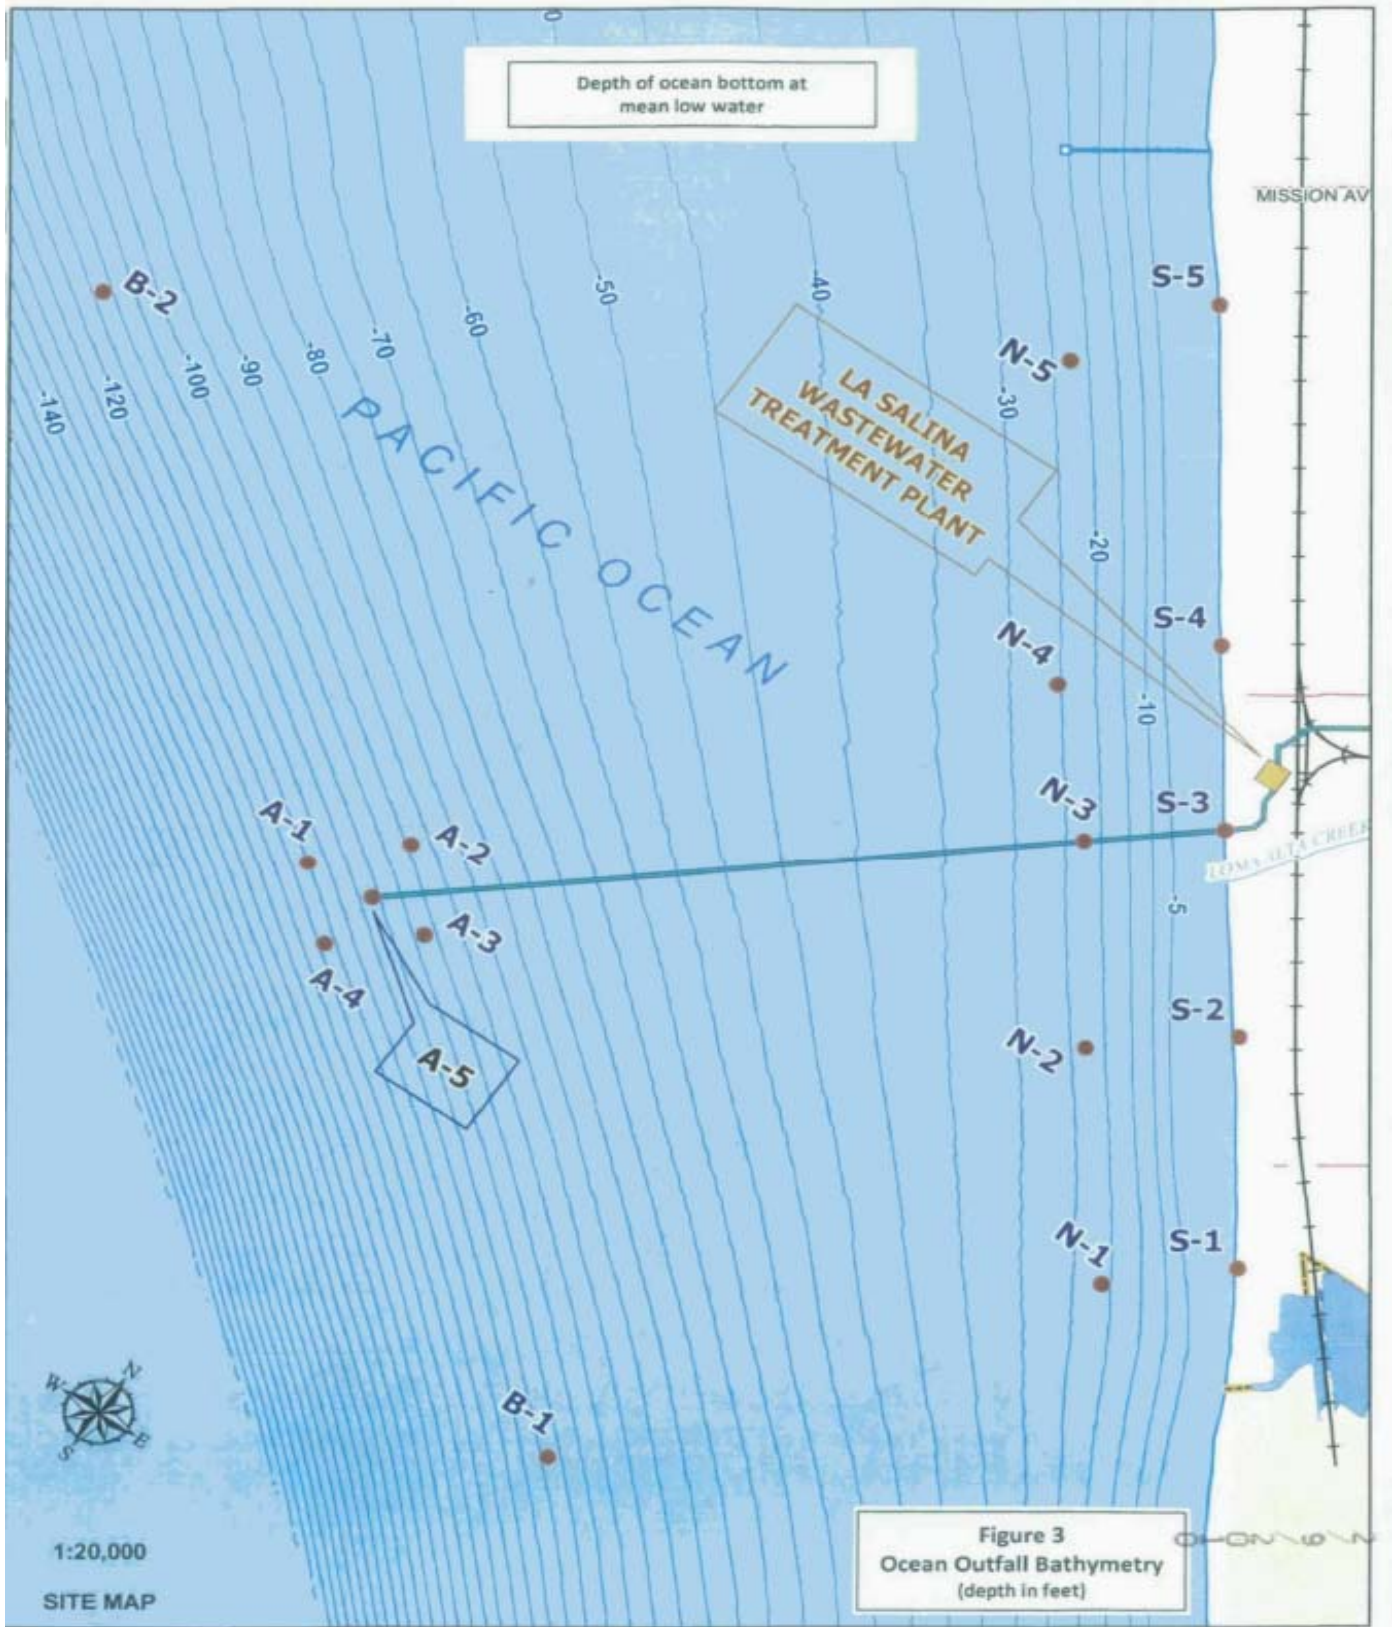 Depth of ocean bottom at
mean low water
MISSION AV
S-5
B-2
-50
-40
-60
-70
-80
-90
-100
-120
-140
N-5
-30
LA SALINA
WASTEWATER
TREATMENT PLANT
PACIFIC OCEAN
-20
S-4
N-4
-10
N-3
S-3
A-1
A-2
LOMA ALTA CREEK
-5
A-3
A-4
S-2
N-2
A-5
N-1
S-1
N
W
E
S
B-1
1:20,000
SITE MAP
Figure 3
Ocean Outfall Bathymetry
(depth in feet)